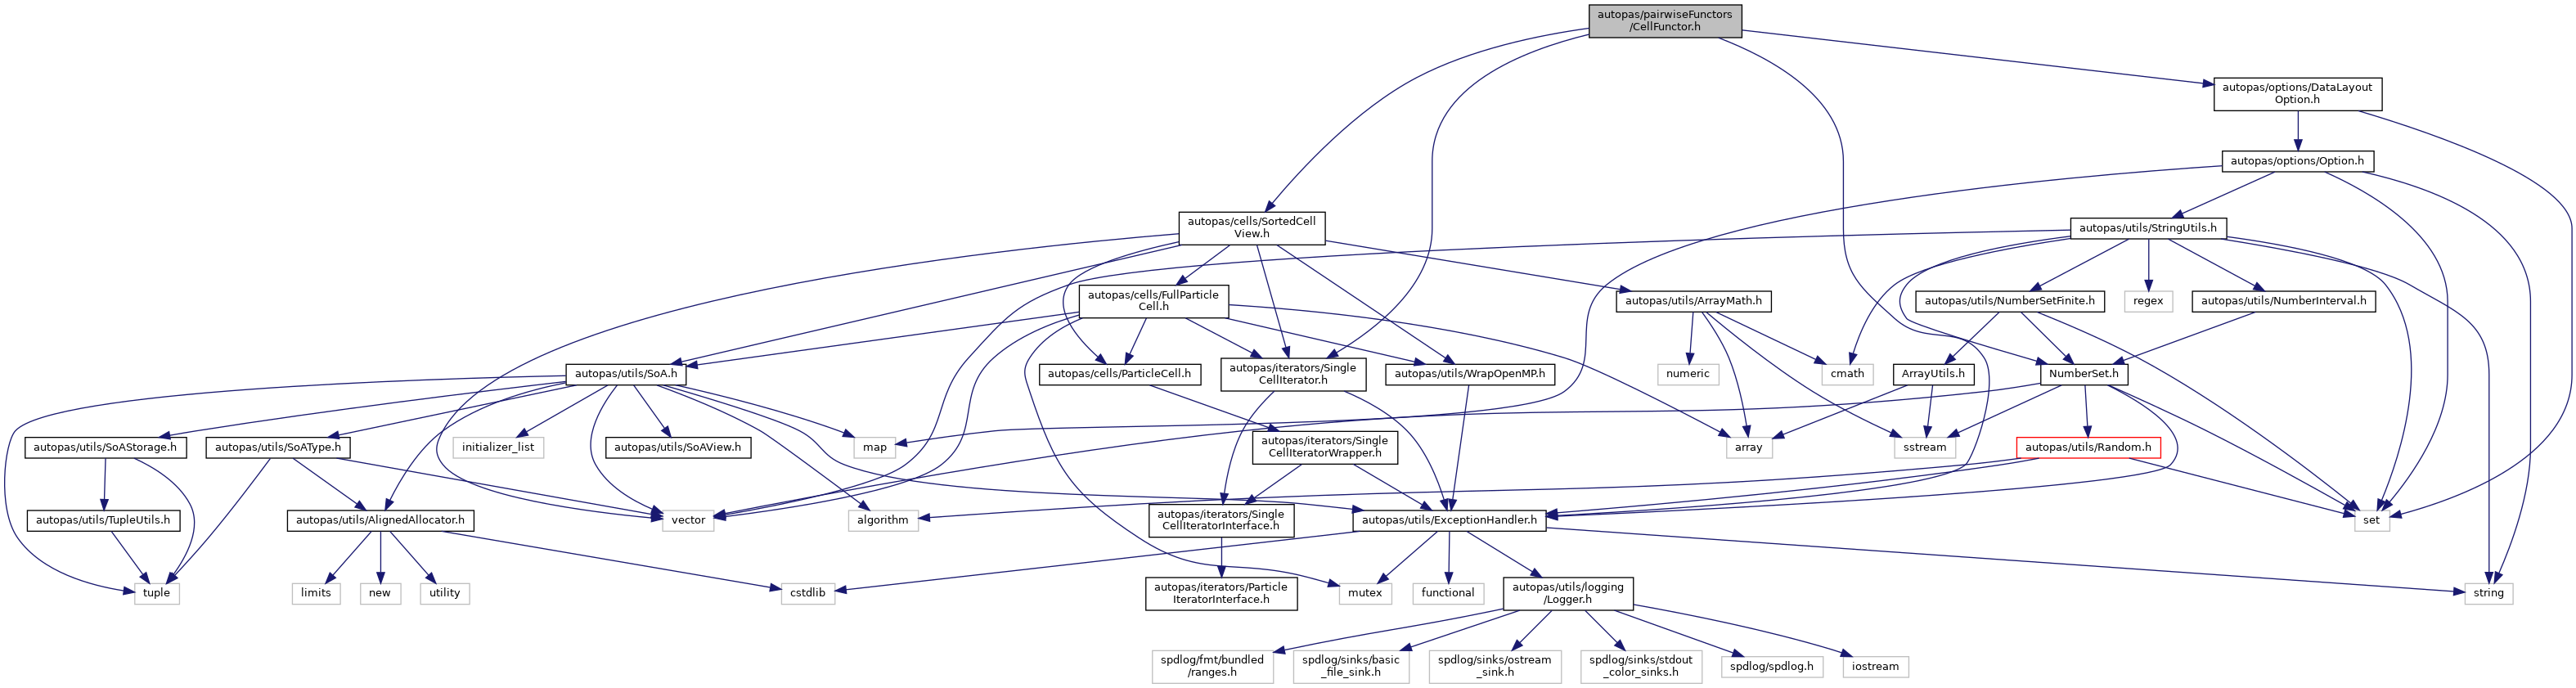 autopas/pairwiseFunctors
/CellFunctor.h
autopas/options/DataLayout
Option.h
autopas/options/Option.h
autopas/cells/SortedCell
View.h
autopas/utils/StringUtils.h
autopas/cells/FullParticle
Cell.h
autopas/utils/ArrayMath.h
autopas/utils/NumberSetFinite.h
regex
autopas/utils/NumberInterval.h
autopas/utils/SoA.h
autopas/cells/ParticleCell.h
autopas/iterators/Single
CellIterator.h
autopas/utils/WrapOpenMP.h
numeric
cmath
ArrayUtils.h
NumberSet.h
autopas/utils/SoAStorage.h
autopas/utils/SoAType.h
initializer_list
autopas/utils/SoAView.h
map
autopas/iterators/Single
CellIteratorWrapper.h
array
sstream
autopas/utils/Random.h
autopas/utils/TupleUtils.h
autopas/utils/AlignedAllocator.h
vector
algorithm
autopas/iterators/Single
CellIteratorInterface.h
autopas/utils/ExceptionHandler.h
set
tuple
limits
new
utility
cstdlib
autopas/iterators/Particle
IteratorInterface.h
mutex
functional
autopas/utils/logging
/Logger.h
string
spdlog/fmt/bundled
/ranges.h
spdlog/sinks/basic
_file_sink.h
spdlog/sinks/ostream
_sink.h
spdlog/sinks/stdout
_color_sinks.h
spdlog/spdlog.h
iostream